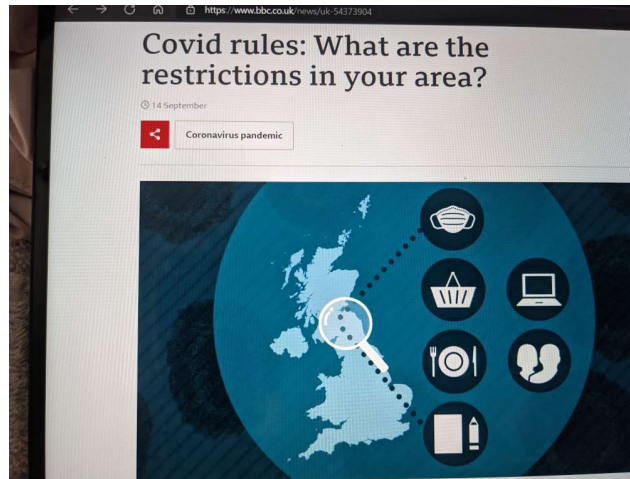 https://www.bbc.co.uk/news/uk-54373904
Covid rules: What are the
restrictions in your area?
14 September
Coronavirus pandemic